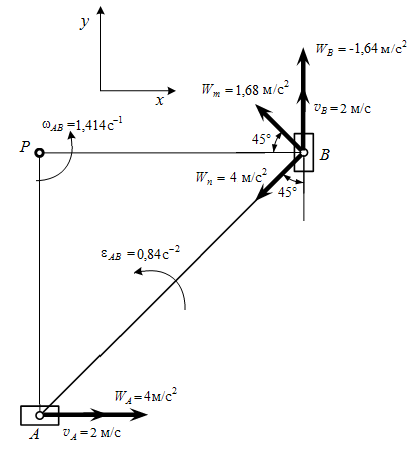 y
x
W_B = -1,64 м/с²
W_m = 1,68 м/с²
v_B = 2 м/с
ω_AB = 1,414 с⁻¹
45°
P
B
W_n = 4 м/с²
45°
ε_AB = 0,84 с⁻²
W_A = 4 м/с²
A
v_A = 2 м/с